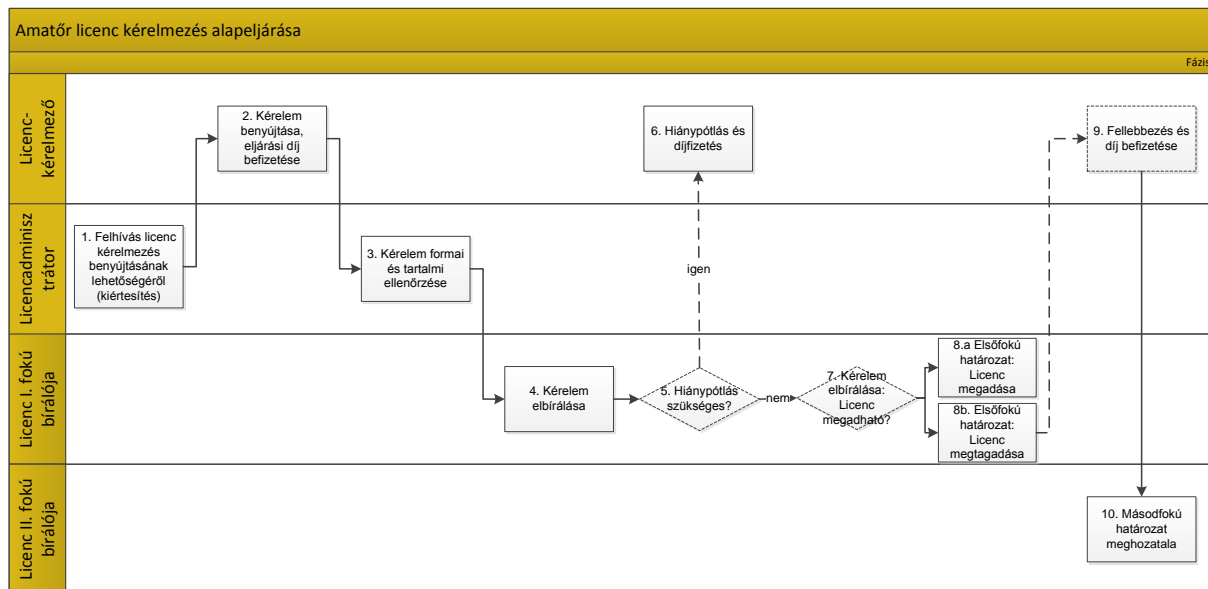 Amatőr licenc kérelmezés alapeljárása
Fázis
Licenc-
kérelmező
2. Kérelem
benyújtása,
eljárási díj
befizetése
6. Hiánypótlás és
díjfizetés
9. Fellebbezés és
díj befizetése
Licencadminisz
trátor
1. Felhívás licenc
kérelmezés
benyújtásának
lehetőségéről
(kiértesítés)
3. Kérelem formai
és tartalmi
ellenőrzése
igen
Licenc I. fokú
bírálója
4. Kérelem
elbírálása
5. Hiánypótlás
szükséges?
nem
7. Kérelem
elbírálása:
Licenc
megadható?
8.a Elsőfokú
határozat:
Licenc
megadása
8b. Elsőfokú
határozat:
Licenc
megtagadása
Licenc II. fokú
bírálója
10. Másodfokú
határozat
meghozatala